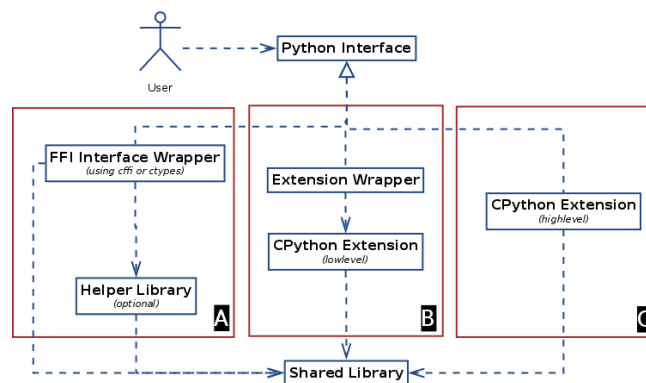 Python Interface
User
FFI Interface Wrapper
(using cffi or ctypes)
Extension Wrapper
CPython Extension
(highlevel)
CPython Extension
(lowlevel)
Helper Library
(optional)
A
B
C
Shared Library